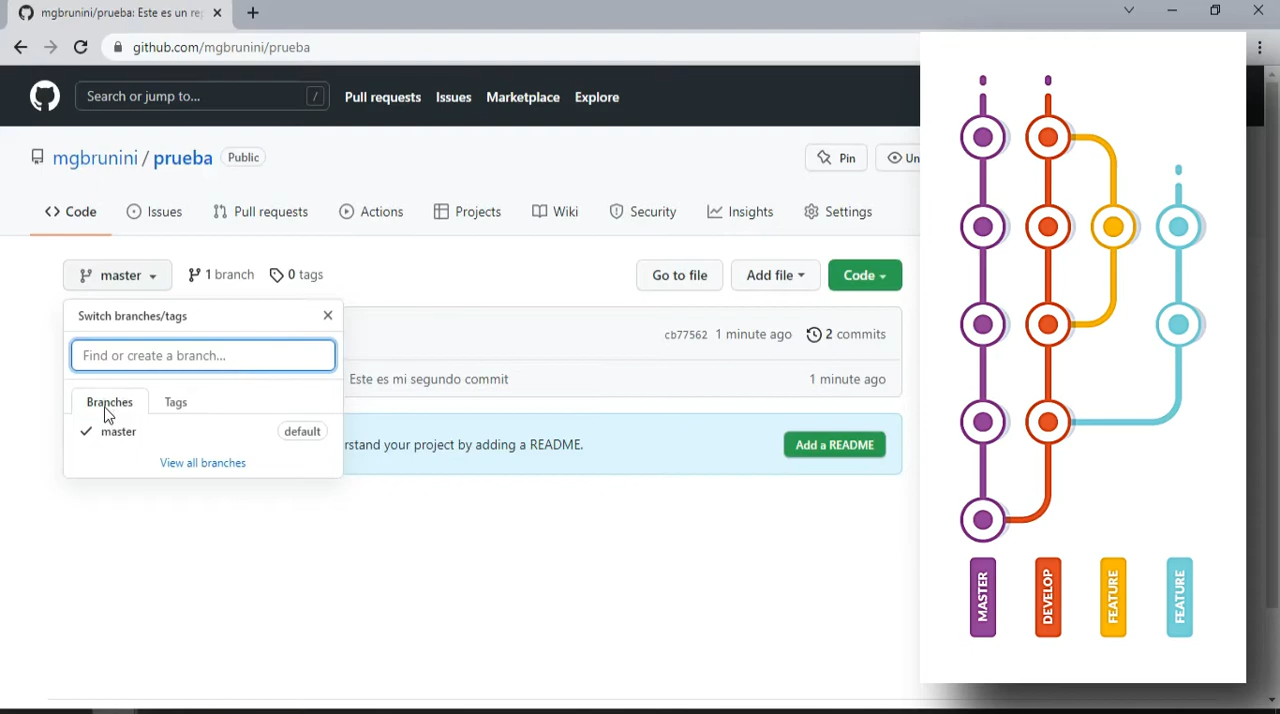 mgbrunini/prueba: Este es un re
github.com/mgbrunini/prueba
Search or jump to... /
Pull requests Issues Marketplace Explore
mgbrunini / prueba Public
Pin Un
Code Issues Pull requests Actions Projects Wiki Security Insights Settings
master 1 branch 0 tags
Go to file Add file Code
Switch branches/tags
Find or create a branch...
Branches Tags
master default
View all branches
cb77562 1 minute ago 2 commits
Este es mi segundo commit 1 minute ago
rstand your project by adding a README.
Add a README
MASTER
DEVELOP
FEATURE
FEATURE